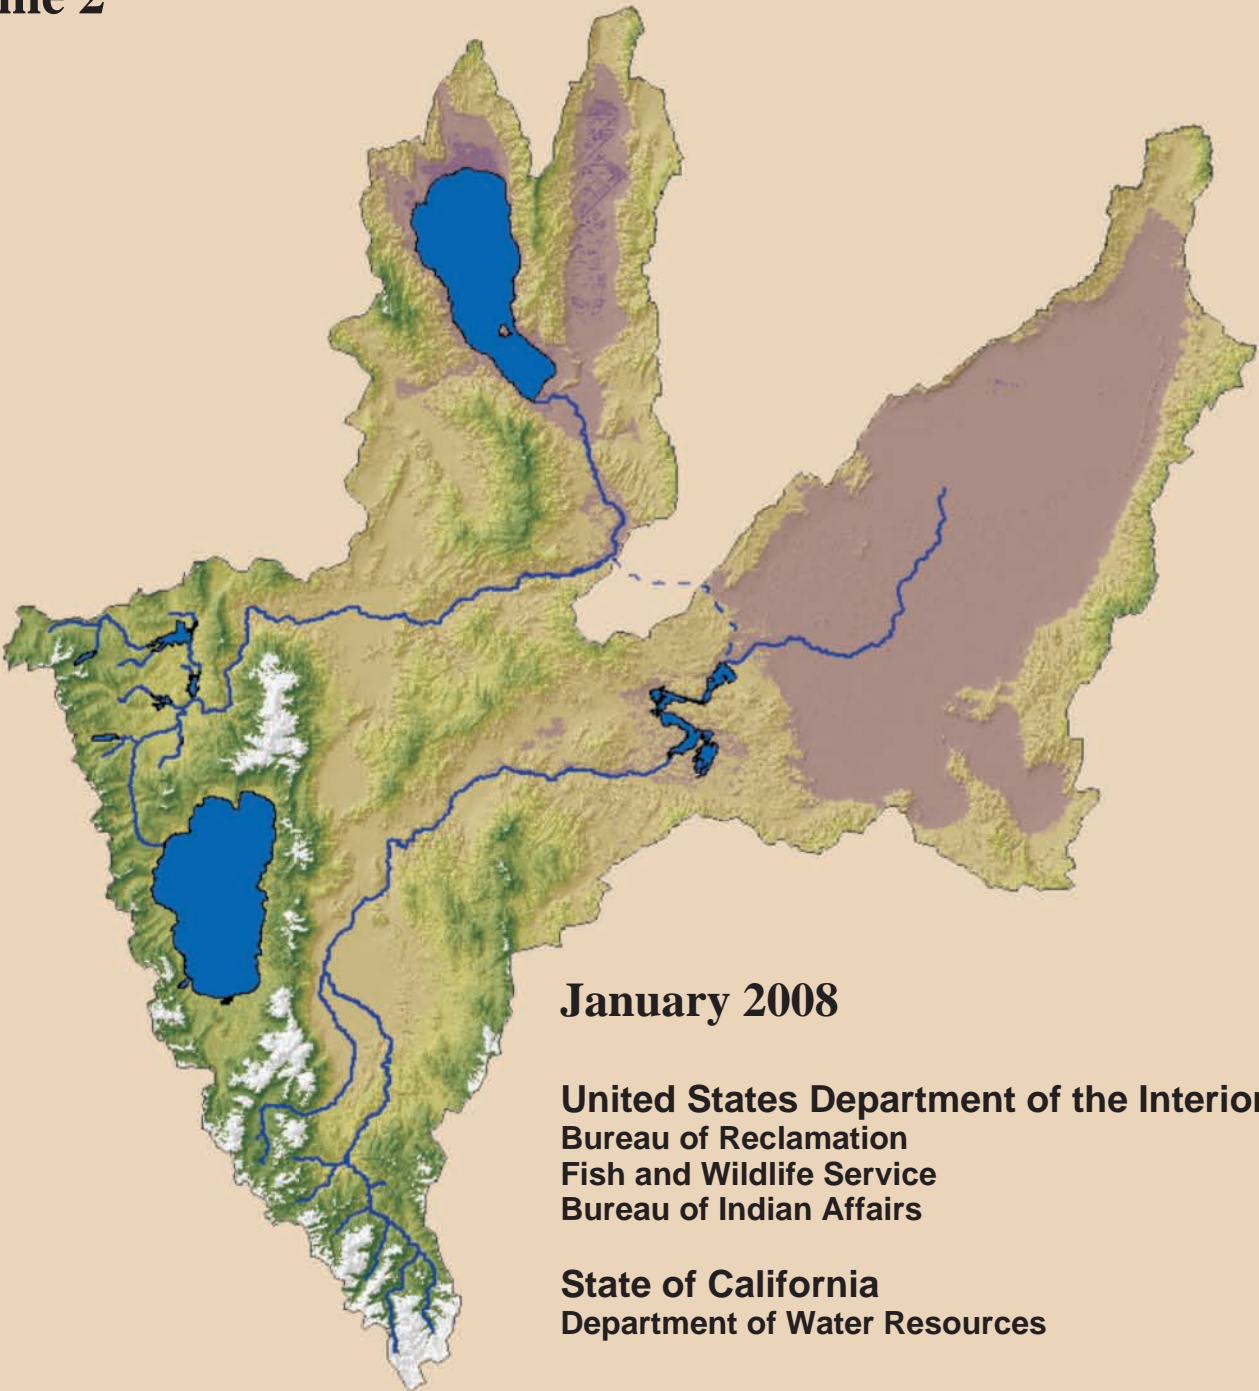 2
January 2008
United States Department of the Interior
Bureau of Reclamation
Fish and Wildlife Service
Bureau of Indian Affairs
State of California
Department of Water Resources